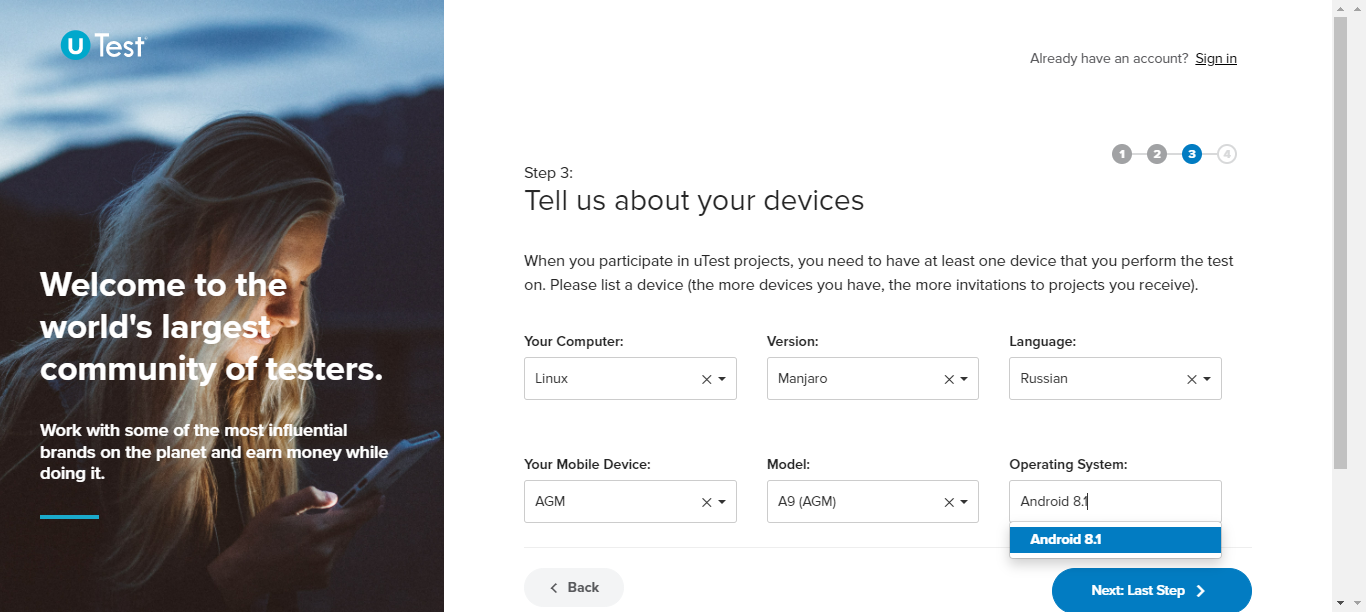 U Test
Already have an account? Sign in
1 2 3 4
Step 3:
Tell us about your devices
Welcome to the
world's largest
community of testers.
Work with some of the most influential
brands on the planet and earn money while
doing it.
When you participate in uTest projects, you need to have at least one device that you perform the test
on. Please list a device (the more devices you have, the more invitations to projects you receive).
Your Computer: Version: Language:
Linux Manjaro Russian
Your Mobile Device: Model: Operating System:
AGM A9 (AGM) Android 8.1
Android 8.1
Back Next: Last Step